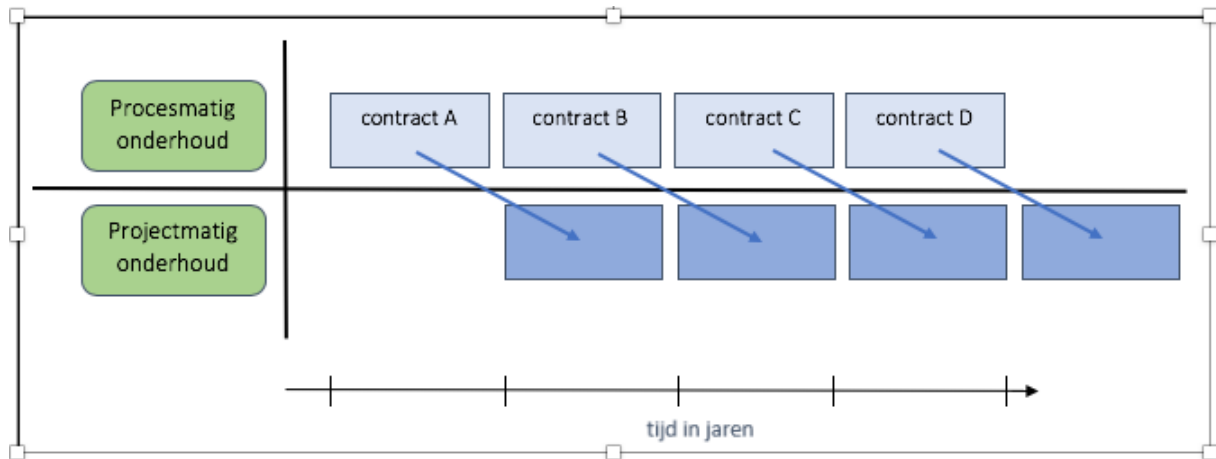 Procesmatig
onderhoud
contract A
contract B
contract C
contract D
Projectmatig
onderhoud
tijd in jaren